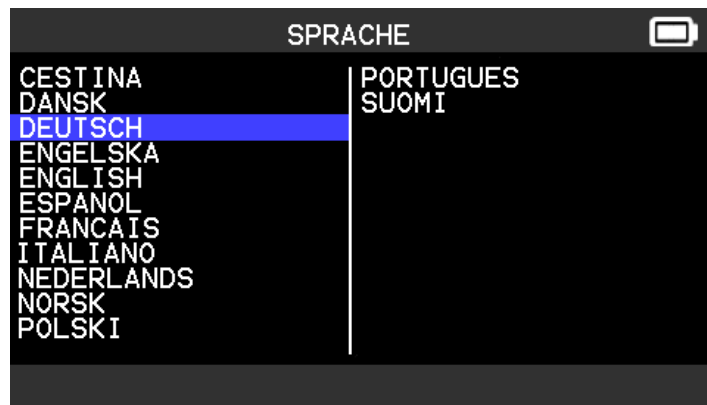 SPRACHE
CESTINA
DANSK
DEUTSCH
ENGELSKA
ENGLISH
ESPANOL
FRANCAIS
ITALIANO
NEDERLANDS
NORSK
POLSKI
PORTUGUES
SUOMI